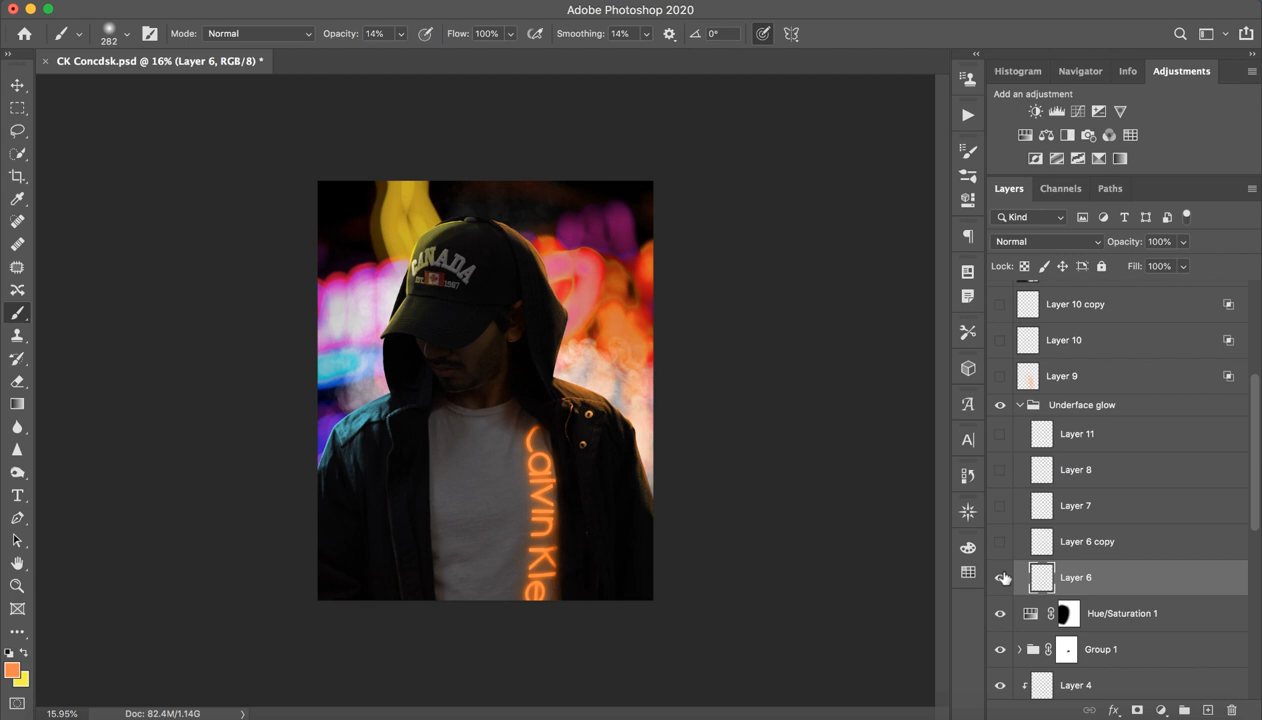 Adobe Photoshop 2020
282
Mode: Normal
Opacity: 14%
Flow: 100%
Smoothing: 14%
0°
× CK Concdsk.psd @ 16% (Layer 6, RGB/8) *
Histogram Navigator Info Adjustments
Add an adjustment
Layers Channels Paths
Kind
Normal Opacity: 100%
Lock: Fill: 100%
Layer 10 copy
Layer 10
Layer 9
Underface glow
Layer 11
Layer 8
Layer 7
Layer 6 copy
Layer 6
Hue/Saturation 1
Group 1
Layer 4
CANADA
EST. 1987
Calvin Kle
15.95% Doc: 82.4M/1.14G